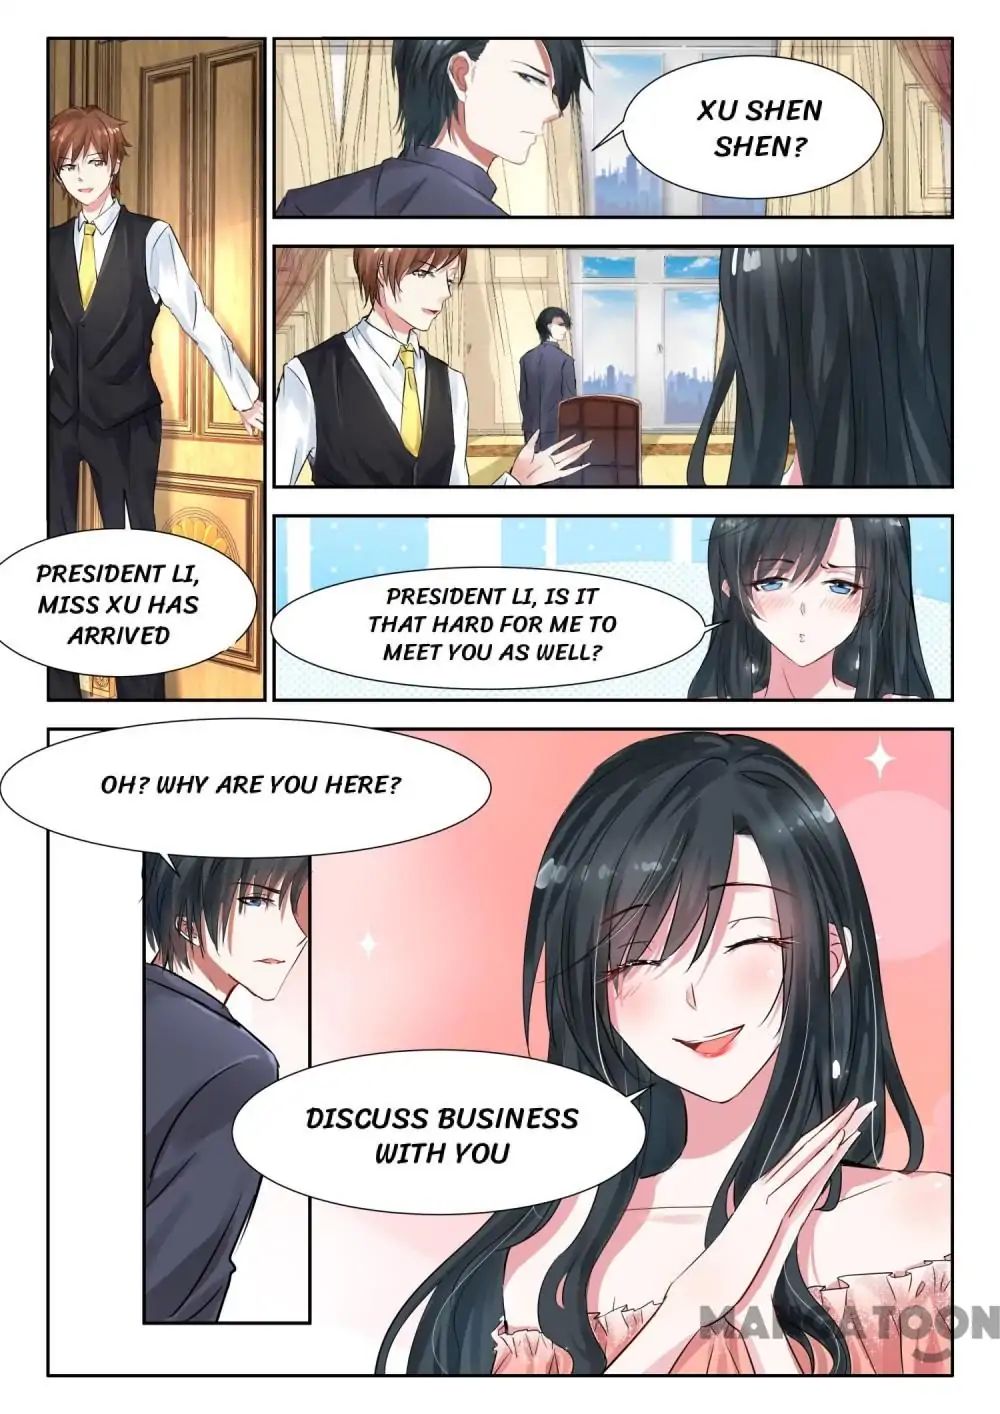 PRESIDENT LI,
MISS XU HAS
ARRIVED
XU SHEN
SHEN?
PRESIDENT LI, IS IT
THAT HARD FOR ME TO
MEET YOU AS WELL?
OH? WHY ARE YOU HERE?
DISCUSS BUSINESS
WITH YOU
MANGATOON